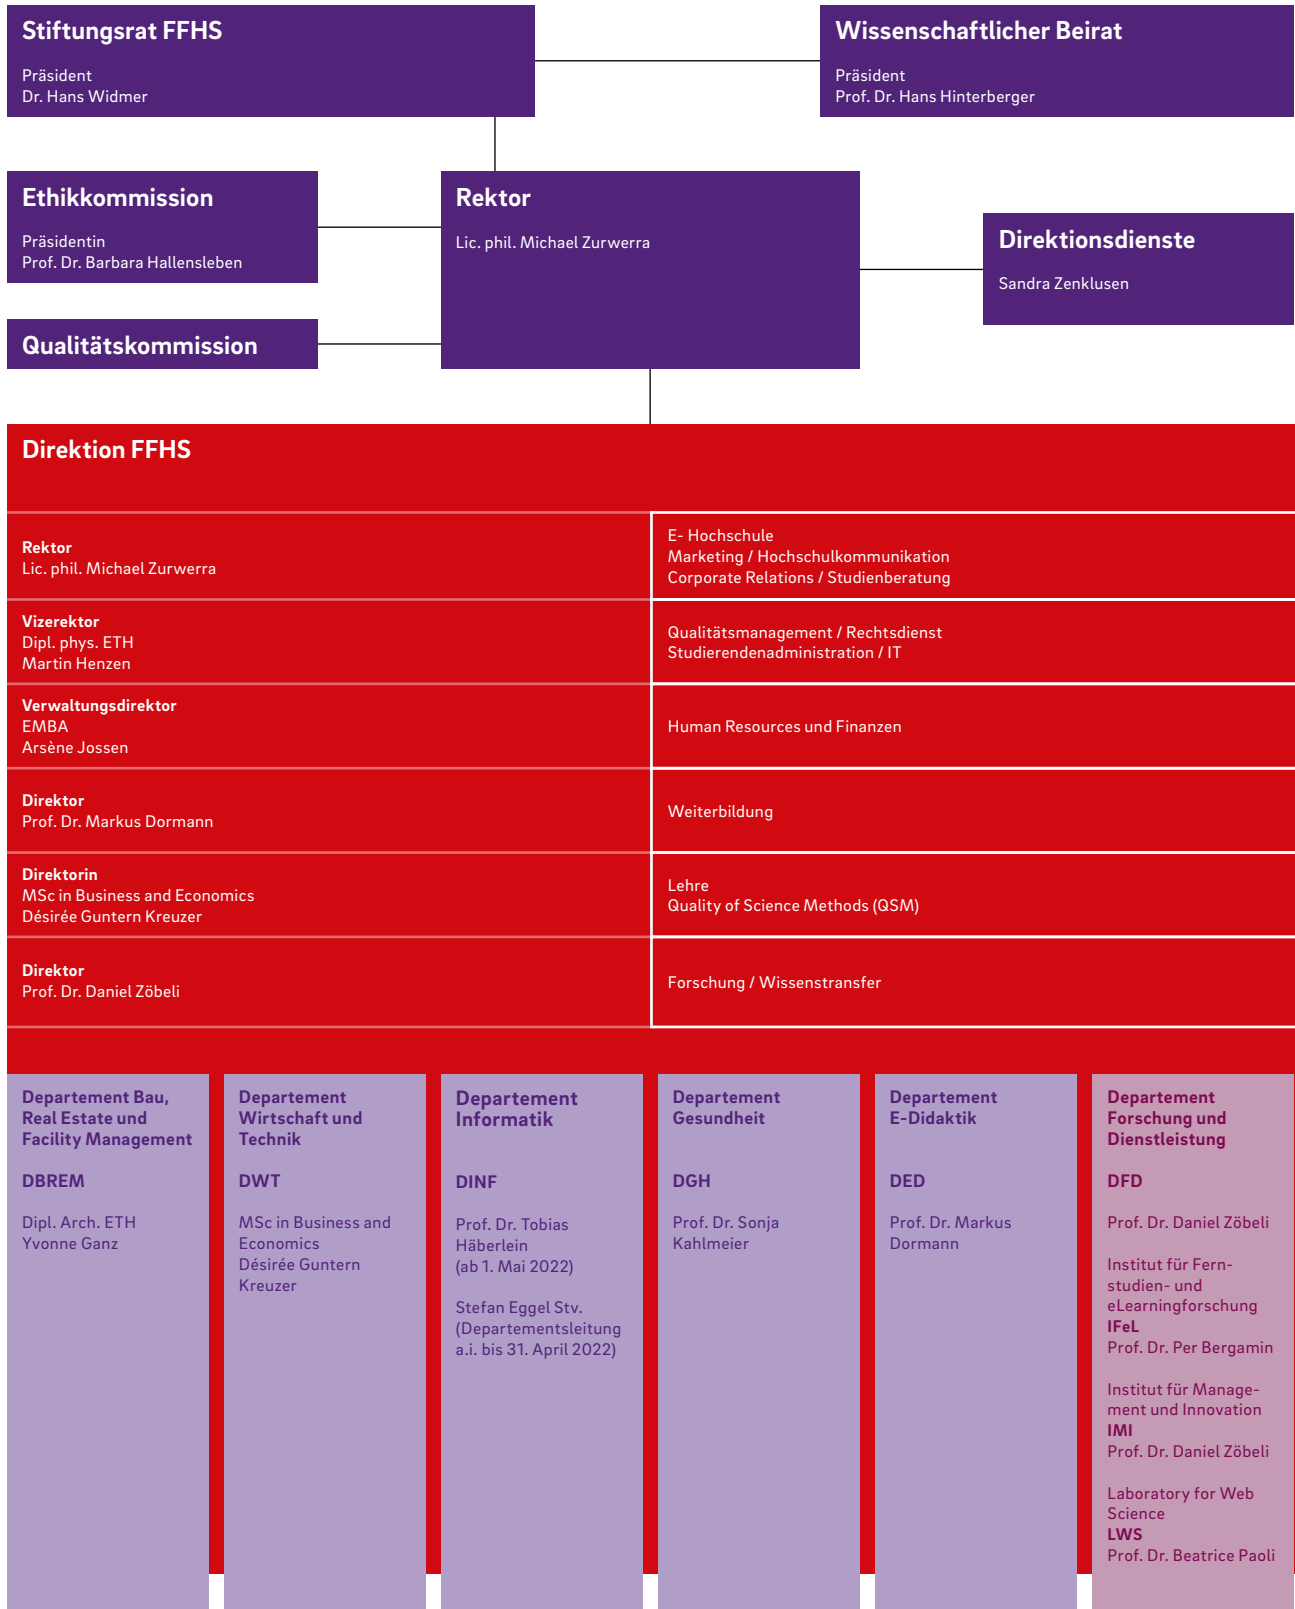 Stiftungsrat FFHS
Präsident
Dr. Hans Widmer
Wissenschaftlicher Beirat
Präsident
Prof. Dr. Hans Hinterberger
Ethikkommission
Präsidentin
Prof. Dr. Barbara Hallensleben
Rektor
Lic. phil. Michael Zurwerra
Direktionsdienste
Sandra Zenklusen
Qualitätskommission
Direktion FFHS
Rektor
Lic. phil. Michael Zurwerra
E- Hochschule
Marketing / Hochschulkommunikation
Corporate Relations / Studienberatung
Vizerektor
Dipl. phys. ETH
Martin Henzen
Qualitätsmanagement / Rechtsdienst
Studierendenadministration / IT
Verwaltungsdirektor
EMBA
Arsène Jossen
Human Resources und Finanzen
Direktor
Prof. Dr. Markus Dormann
Weiterbildung
Direktorin
MSc in Business and Economics
Désirée Guntern Kreuzer
Lehre
Quality of Science Methods (QSM)
Direktor
Prof. Dr. Daniel Zöbeli
Forschung / Wissenstransfer
Departement Bau,
Real Estate und
Facility Management
DBREM
Dipl. Arch. ETH
Yvonne Ganz
Departement
Wirtschaft und
Technik
DWT
MSc in Business and
Economics
Désirée Guntern
Kreuzer
Departement
Informatik
DINF
Prof. Dr. Tobias
Häberlein
(ab 1. Mai 2022)
Stefan Eggel Stv.
(Departementsleitung
a.i. bis 31. April 2022)
Departement
Gesundheit
DGH
Prof. Dr. Sonja
Kahlmeier
Departement
E-Didaktik
DED
Prof. Dr. Markus
Dormann
Departement
Forschung und
Dienstleistung
DFD
Prof. Dr. Daniel Zöbeli
Institut für Fern-
studien- und
eLearningforschung
IFeL
Prof. Dr. Per Bergamin
Institut für Manage-
ment und Innovation
IMI
Prof. Dr. Daniel Zöbeli
Laboratory for Web
Science
LWS
Prof. Dr. Beatrice Paoli